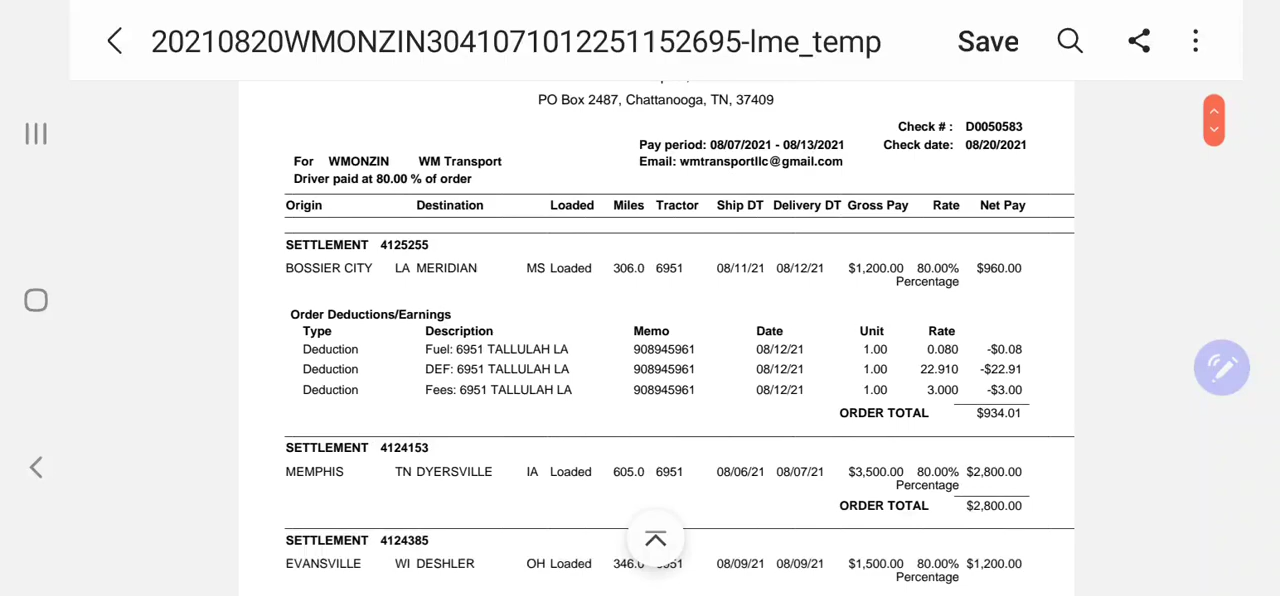 20210820WMONZIN3041071012251152695-lme_temp Save
PO Box 2487, Chattanooga, TN, 37409
Check # : D0050583
Pay period: 08/07/2021 - 08/13/2021 Check date: 08/20/2021
For WMONZIN WM Transport Email: wmtransportllc@gmail.com
Driver paid at 80.00 % of order
Origin Destination Loaded Miles Tractor Ship DT Delivery DT Gross Pay Rate Net Pay
SETTLEMENT 4125255
BOSSIER CITY LA MERIDIAN MS Loaded 306.0 6951 08/11/21 08/12/21 $1,200.00 80.00% $960.00
Percentage
Order Deductions/Earnings
Type Description Memo Date Unit Rate
Deduction Fuel: 6951 TALLULAH LA 908945961 08/12/21 1.00 0.080 -$0.08
Deduction DEF: 6951 TALLULAH LA 908945961 08/12/21 1.00 22.910 -$22.91
Deduction Fees: 6951 TALLULAH LA 908945961 08/12/21 1.00 3.000 -$3.00
ORDER TOTAL $934.01
SETTLEMENT 4124153
MEMPHIS TN DYERSVILLE IA Loaded 605.0 6951 08/06/21 08/07/21 $3,500.00 80.00% $2,800.00
Percentage
ORDER TOTAL $2,800.00
SETTLEMENT 4124385
EVANSVILLE WI DESHLER OH Loaded 08/09/21 08/09/21 $1,500.00 80.00% $1,200.00
Percentage